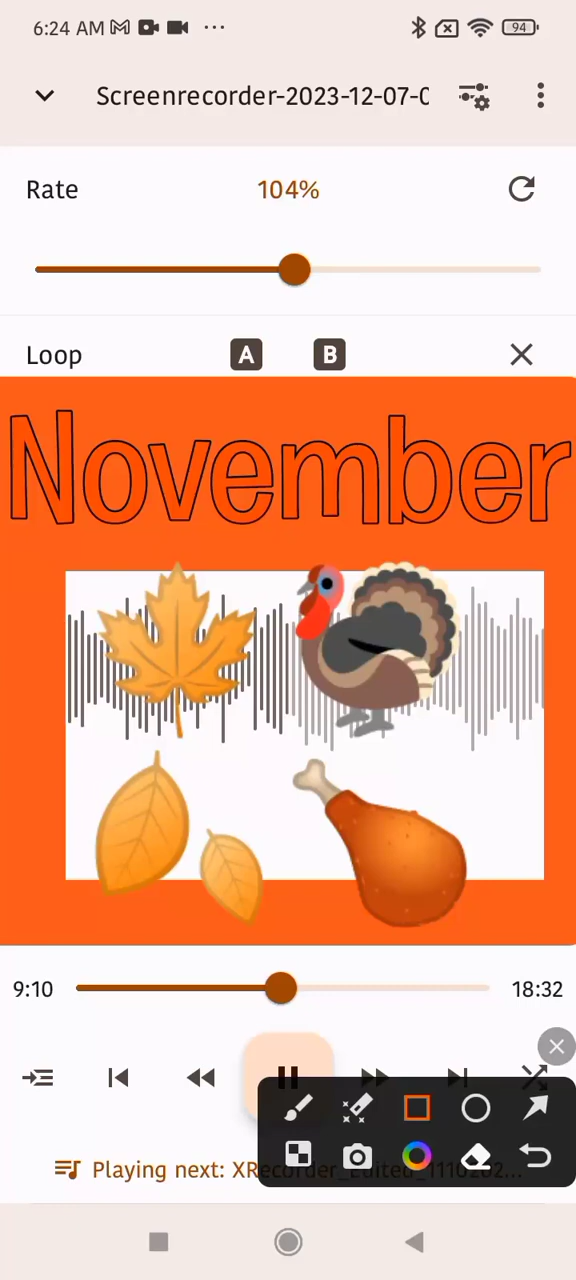 6:24 AM
94
Screenrecorder-2023-12-07-0
Rate 104%
Loop A B
November
9:10 18:32
Playing next: XRecorder_Edited_1110202...